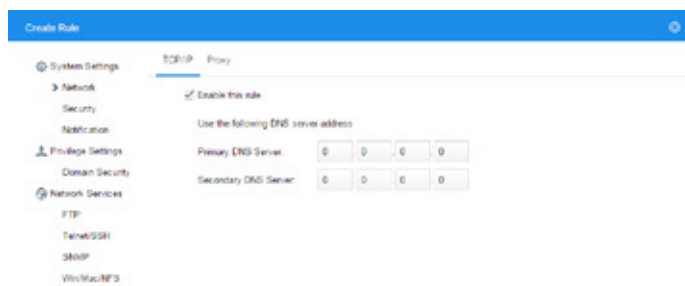 Create Rule
System Settings
Network
Security
Notification
Privilege Settings
Domain Security
Network Services
FTP
Telnet/SSH
SNMP
Win/Mac/NFS
TCP/IP Proxy
Enable this rule
Use the following DNS server address
Primary DNS Server: 0 . 0 . 0 . 0
Secondary DNS Server: 0 . 0 . 0 . 0